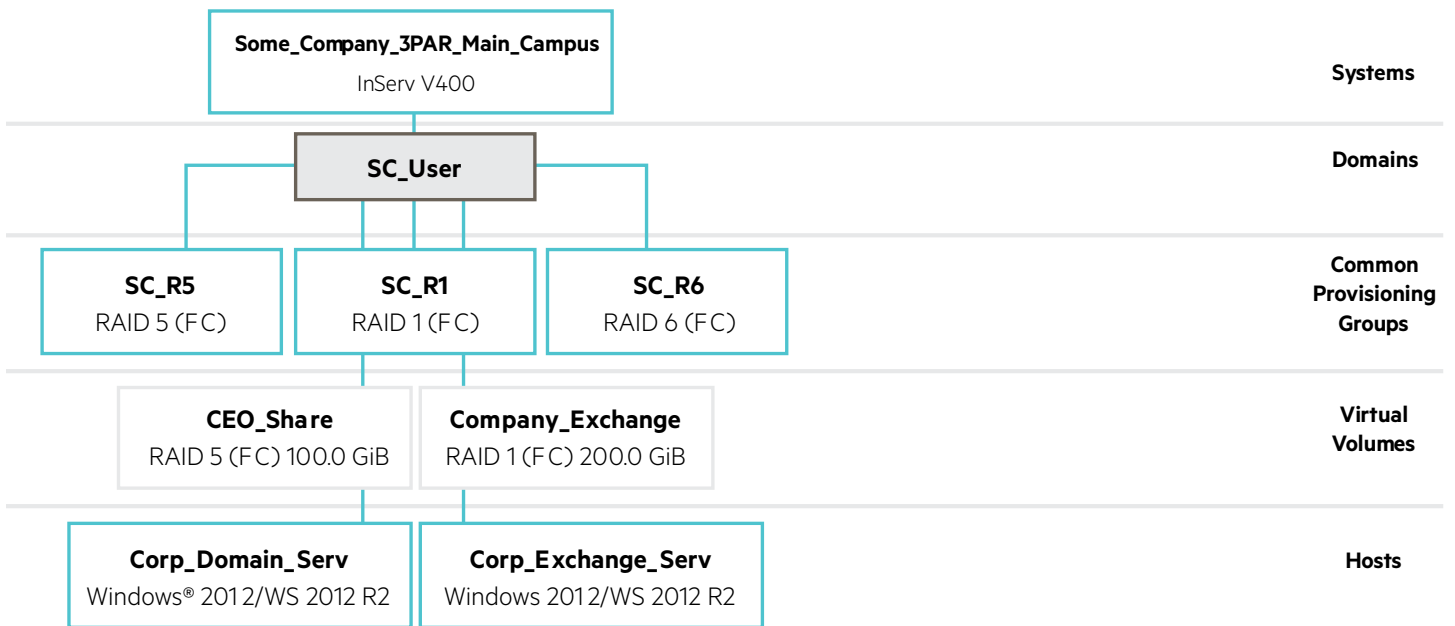 Some_Company_3PAR_Main_Campus
InServ V400
Systems
SC_User
Domains
SC_R5
RAID 5 (FC)
SC_R1
RAID 1 (FC)
SC_R6
RAID 6 (FC)
Common
Provisioning
Groups
CEO_Share
RAID 5 (FC) 100.0 GiB
Company_Exchange
RAID 1 (FC) 200.0 GiB
Virtual
Volumes
Corp_Domain_Serv
Windows® 2012/WS 2012 R2
Corp_Exchange_Serv
Windows 2012/WS 2012 R2
Hosts